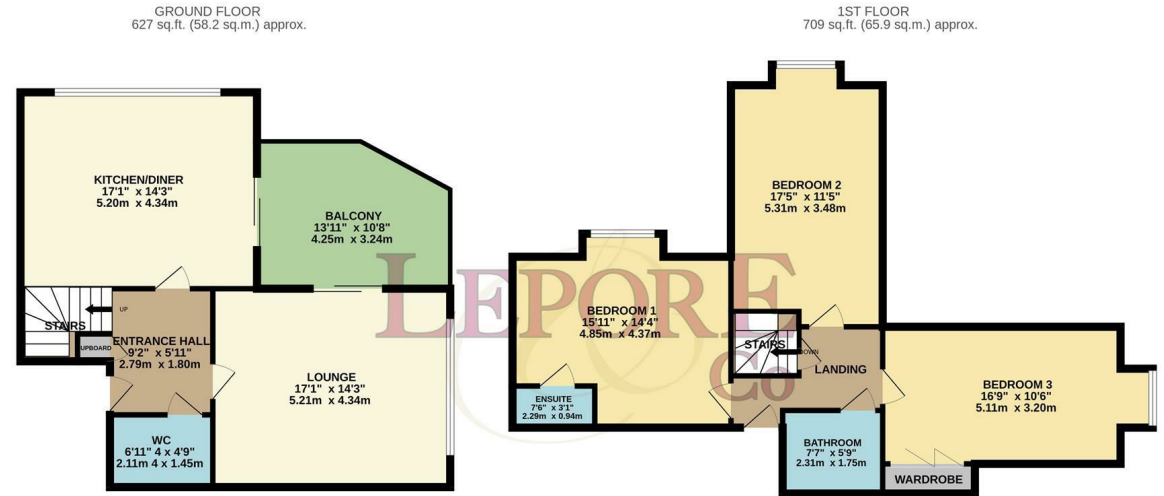 GROUND FLOOR
627 sq.ft. (58.2 sq.m.) approx.
1ST FLOOR
709 sq.ft. (65.9 sq.m.) approx.
KITCHEN/DINER
17'1" x 14'3"
5.20m x 4.34m
BALCONY
13'11" x 10'8"
4.25m x 3.24m
BEDROOM 2
17'5" x 11'5"
5.31m x 3.48m
LEPORE
Co
STAIRS
UP
UPBOARD
ENTRANCE HALL
9'2" x 5'11"
2.79m x 1.80m
LOUNGE
17'1" x 14'3"
5.21m x 4.34m
WC
6'11" 4 x 4'9"
2.11m 4 x 1.45m
BEDROOM 1
15'11" x 14'4"
4.85m x 4.37m
ENSUITE
7'6" x 3'1"
2.29m x 0.94m
STAIRS
DOWN
LANDING
BATHROOM
7'7" x 5'9"
2.31m x 1.75m
BEDROOM 3
16'9" x 10'6"
5.11m x 3.20m
WARDROBE